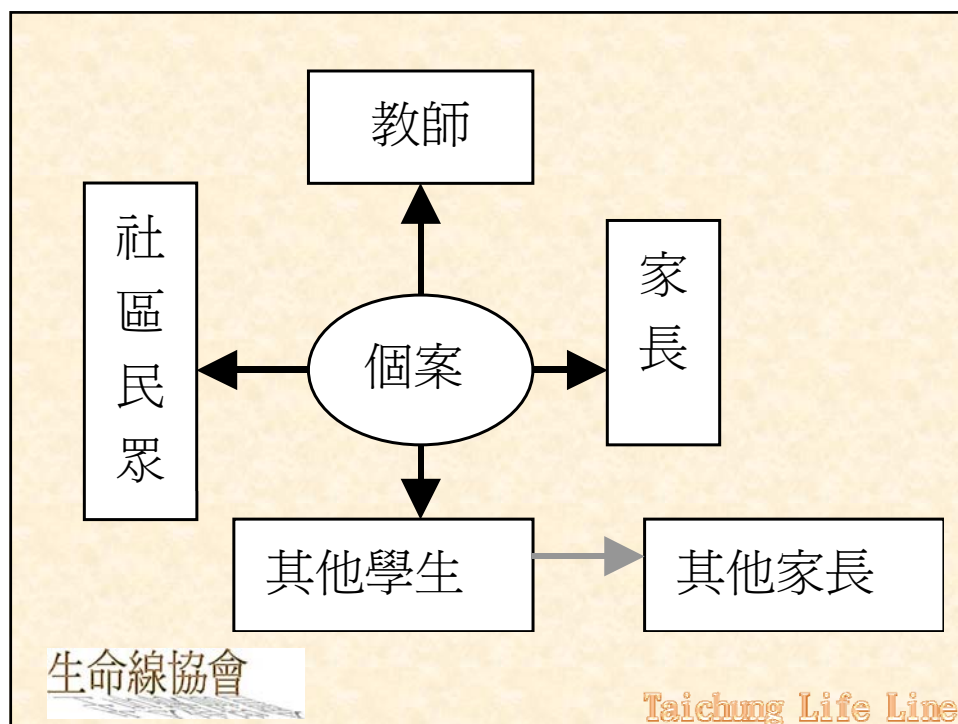 教師
社區民眾
個案
家長
其他學生
其他家長
生命線協會
Taichung Life Line